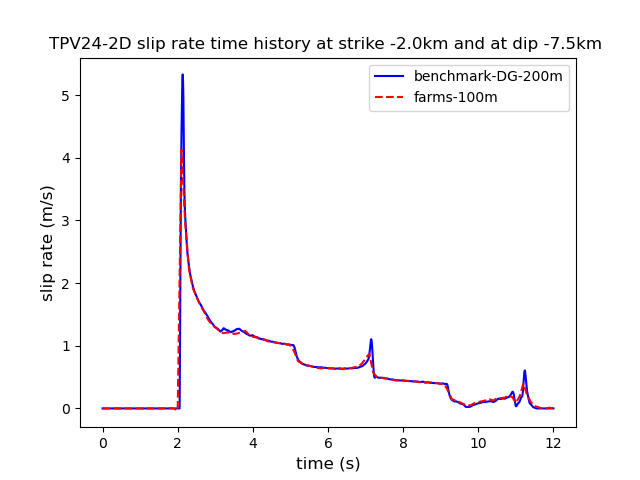 TPV24-2D slip rate time history at strike -2.0km and at dip -7.5km
benchmark-DG-200m
farms-100m
5
4
3
2
1
0
slip rate (m/s)
0 2 4 6 8 10 12
time (s)